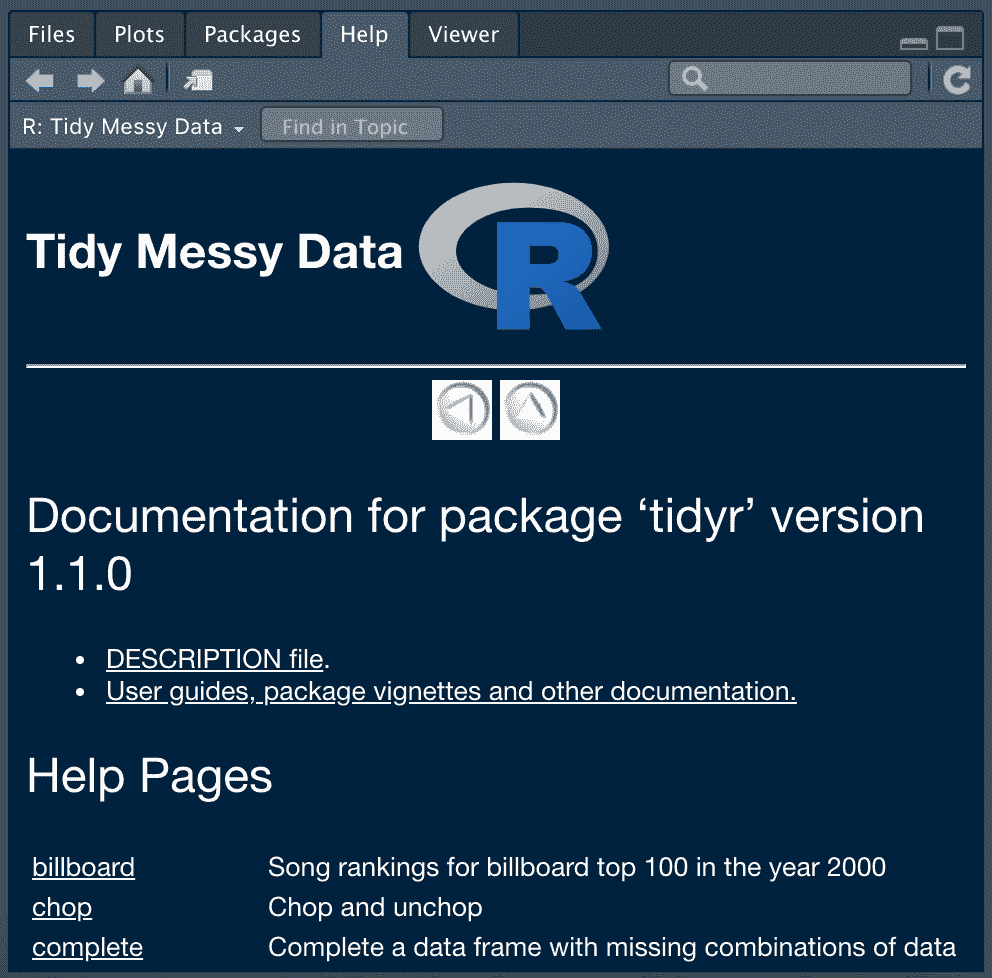 Files Plots Packages Help Viewer
R: Tidy Messy Data Find in Topic
Tidy Messy Data R
Documentation for package ‘tidyr’ version
1.1.0
• DESCRIPTION file.
• User guides, package vignettes and other documentation.
Help Pages
billboard Song rankings for billboard top 100 in the year 2000
chop Chop and unchop
complete Complete a data frame with missing combinations of data